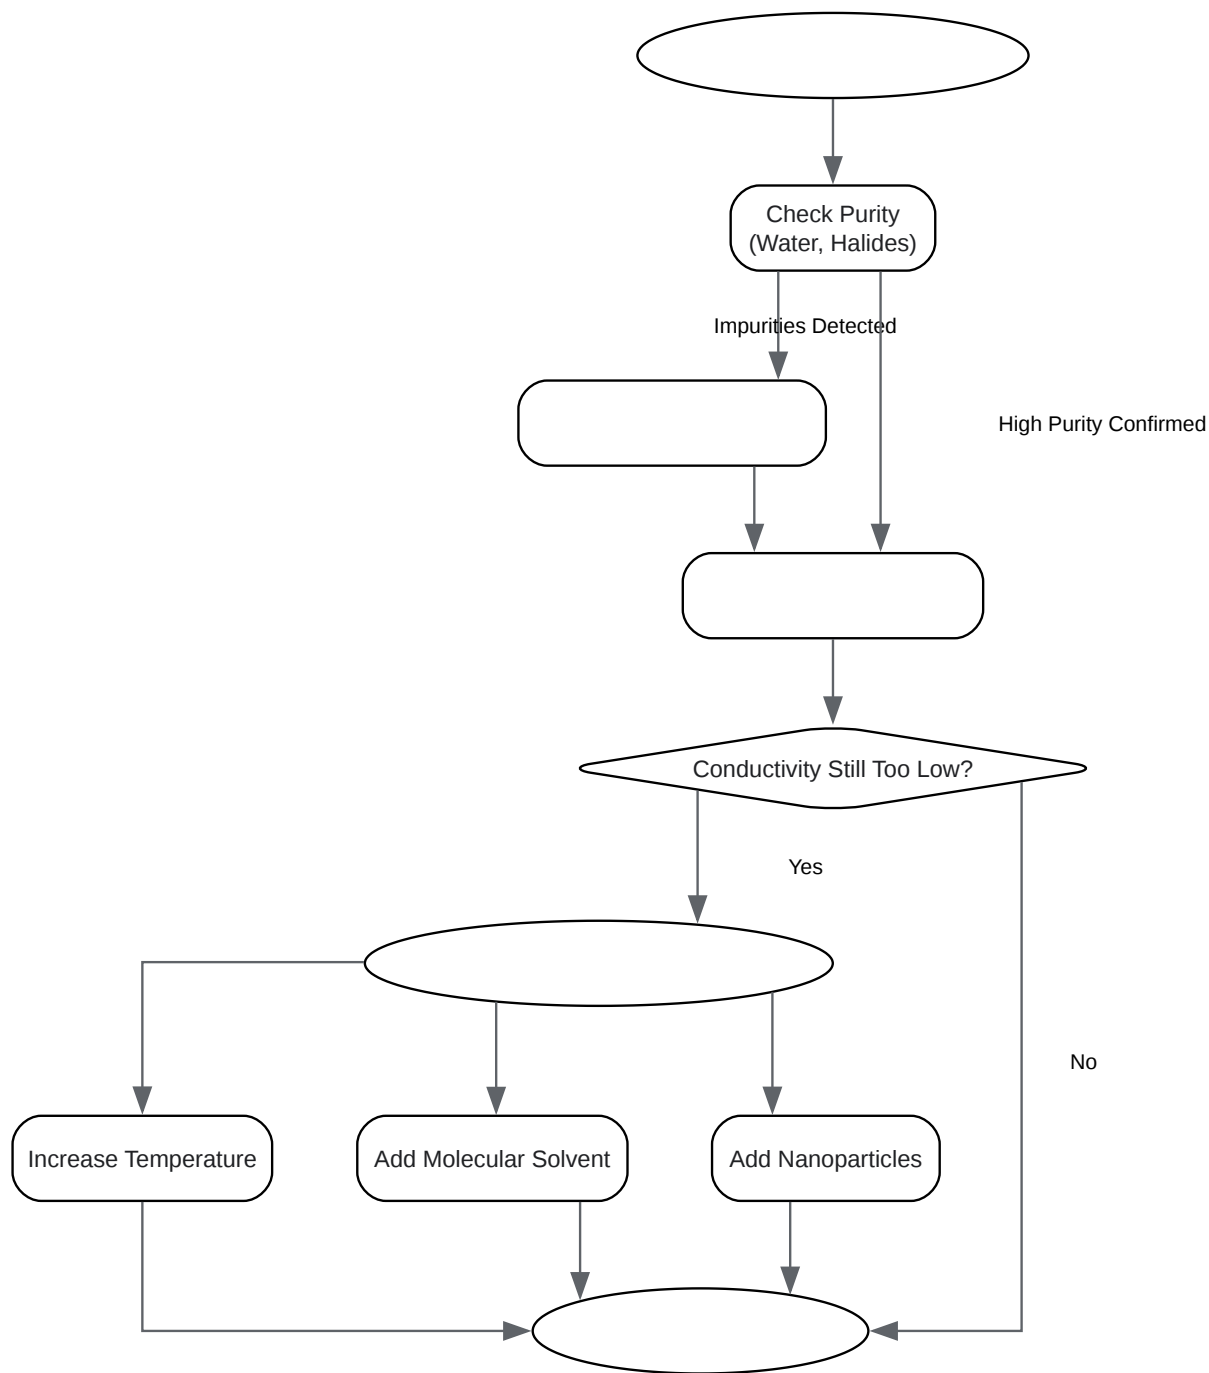 Check Purity
(Water, Halides)
Impurities Detected
High Purity Confirmed
Conductivity Still Too Low?
Yes
No
Increase Temperature
Add Molecular Solvent
Add Nanoparticles